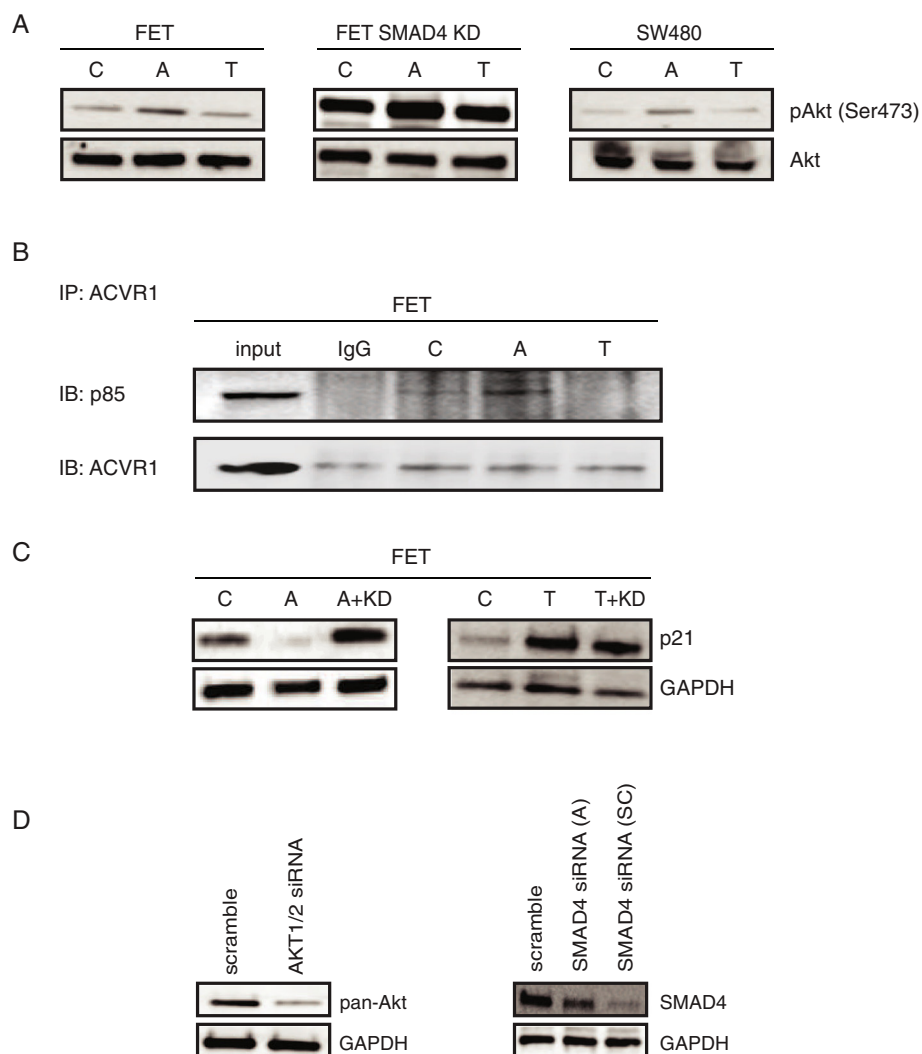 A
FET
FET SMAD4 KD
SW480
C A T
C A T
C A T
pAkt (Ser473)
Akt
B
IP: ACVR1
FET
input IgG C A T
IB: p85
IB: ACVR1
C
FET
C A A+KD
C T T+KD
p21
GAPDH
D
scramble
AKT1/2 siRNA
scramble
SMAD4 siRNA (A)
SMAD4 siRNA (SC)
pan-Akt
SMAD4
GAPDH
GAPDH